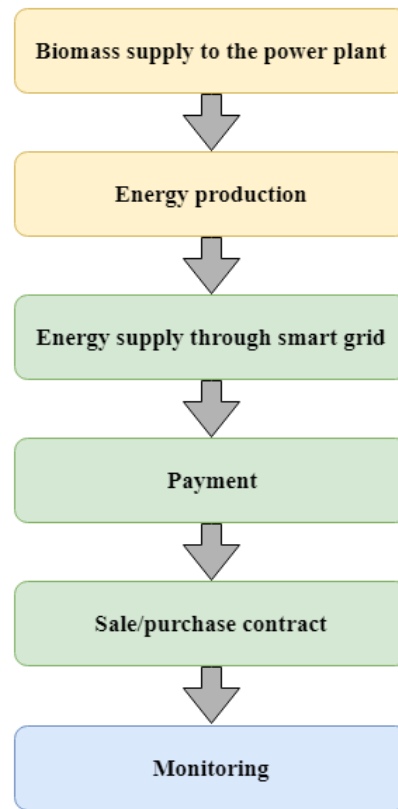 Biomass supply to the power plant
Energy production
Energy supply through smart grid
Payment
Sale/purchase contract
Monitoring